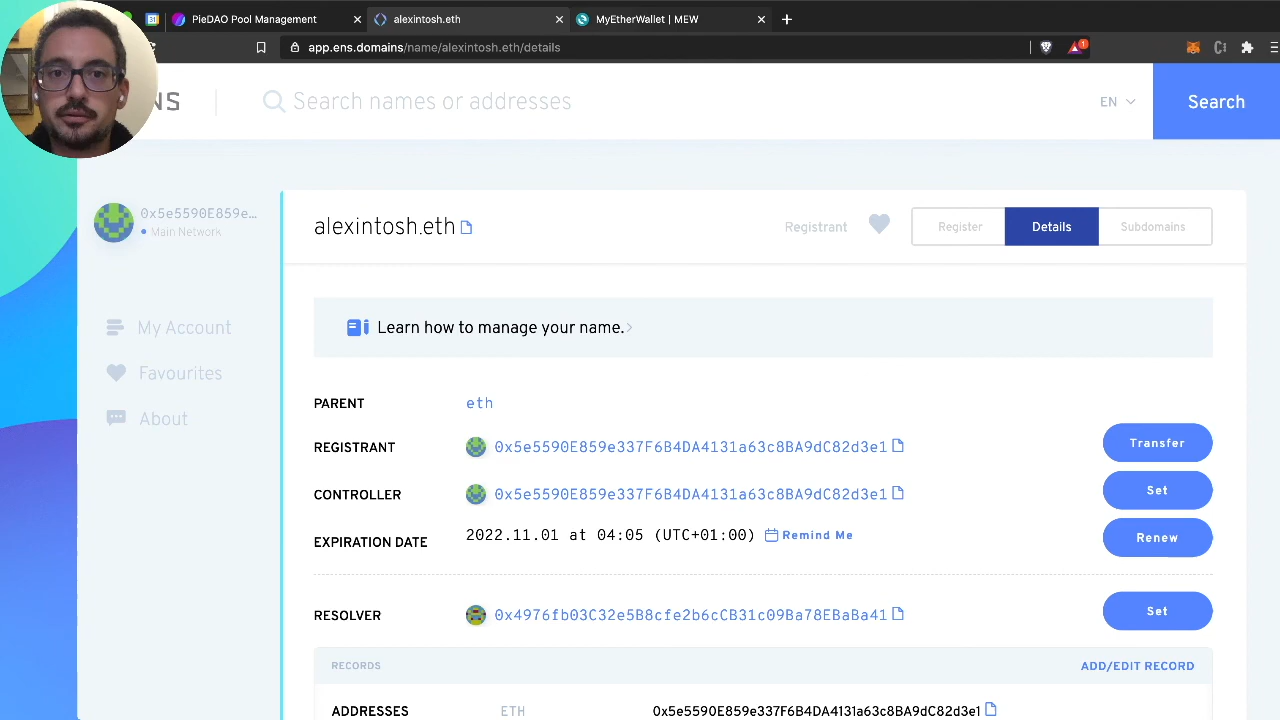 PieDAO Pool Management
alexintosh.eth
MyEtherWallet | MEW
app.ens.domains/name/alexintosh.eth/details
1
NS
Search names or addresses
EN
Search
0x5e5590E859e...
Main Network
My Account
Favourites
About
alexintosh.eth
Registrant
Register
Details
Subdomains
Learn how to manage your name.
PARENT
eth
REGISTRANT
0x5e5590E859e337F6B4DA4131a63c8BA9dC82d3e1
Transfer
CONTROLLER
0x5e5590E859e337F6B4DA4131a63c8BA9dC82d3e1
Set
EXPIRATION DATE
2022.11.01 at 04:05 (UTC+01:00)
Remind Me
Renew
RESOLVER
0x4976fb03C32e5B8cfe2b6cCB31c09Ba78EBaBa41
Set
RECORDS
ADD/EDIT RECORD
ADDRESSES
ETH
0x5e5590E859e337F6B4DA4131a63c8BA9dC82d3e1